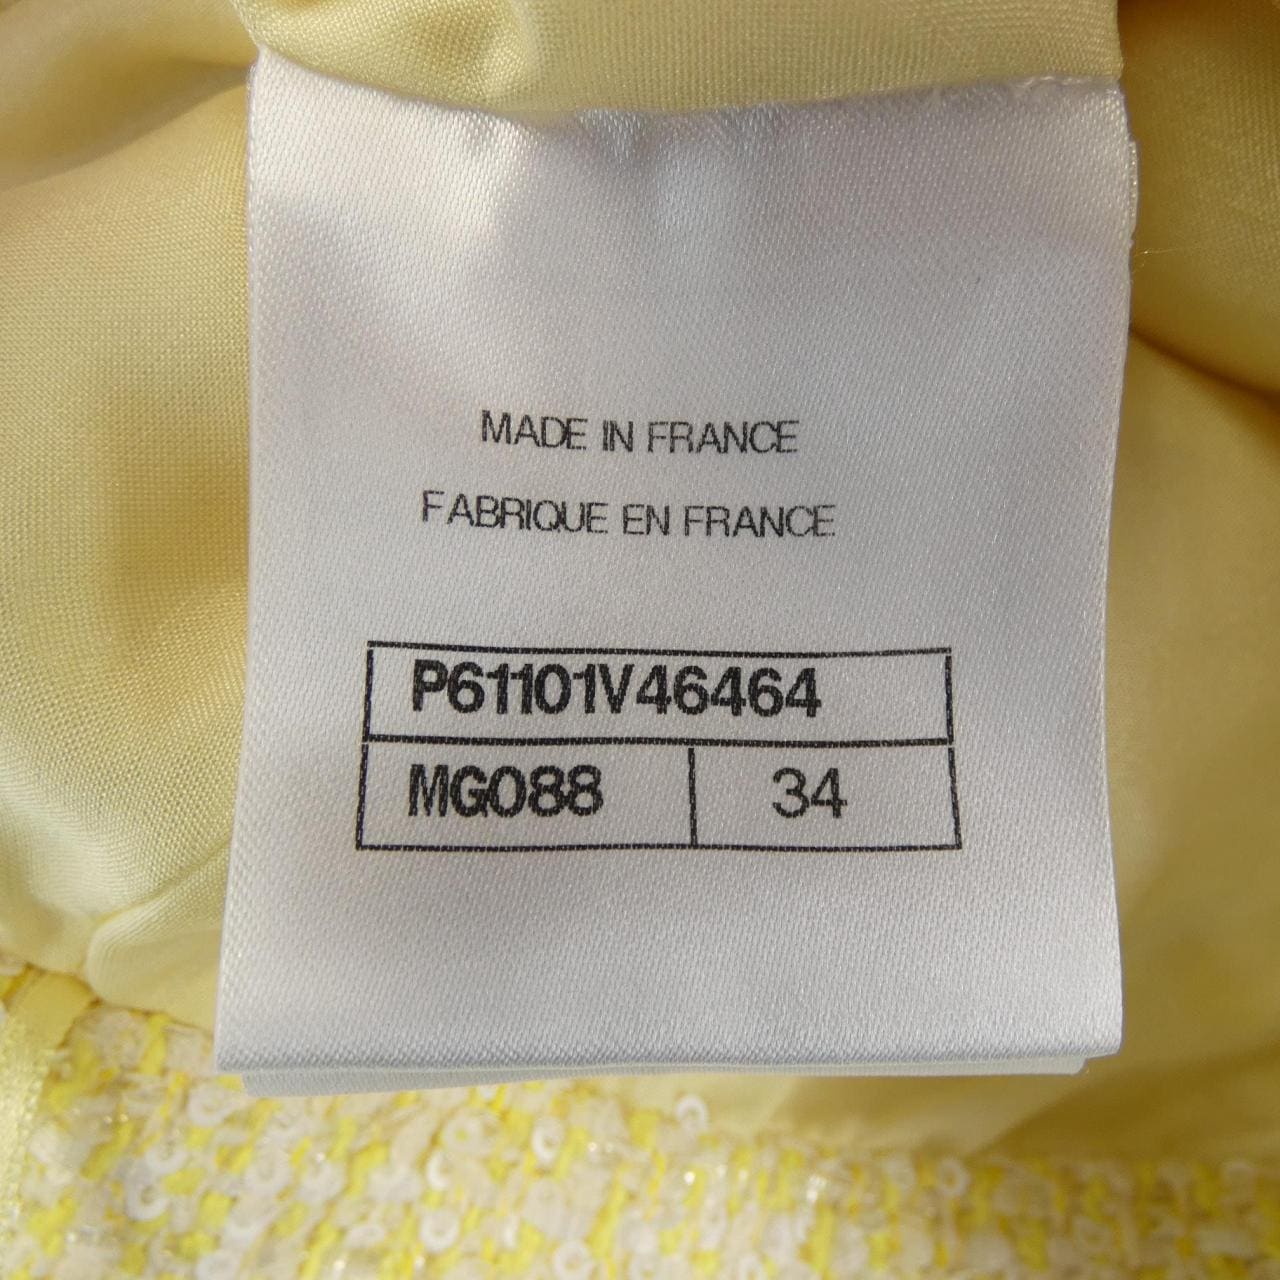 MADE IN FRANCE
FABRIQUE EN FRANCE
P61101V46464
MG088 34